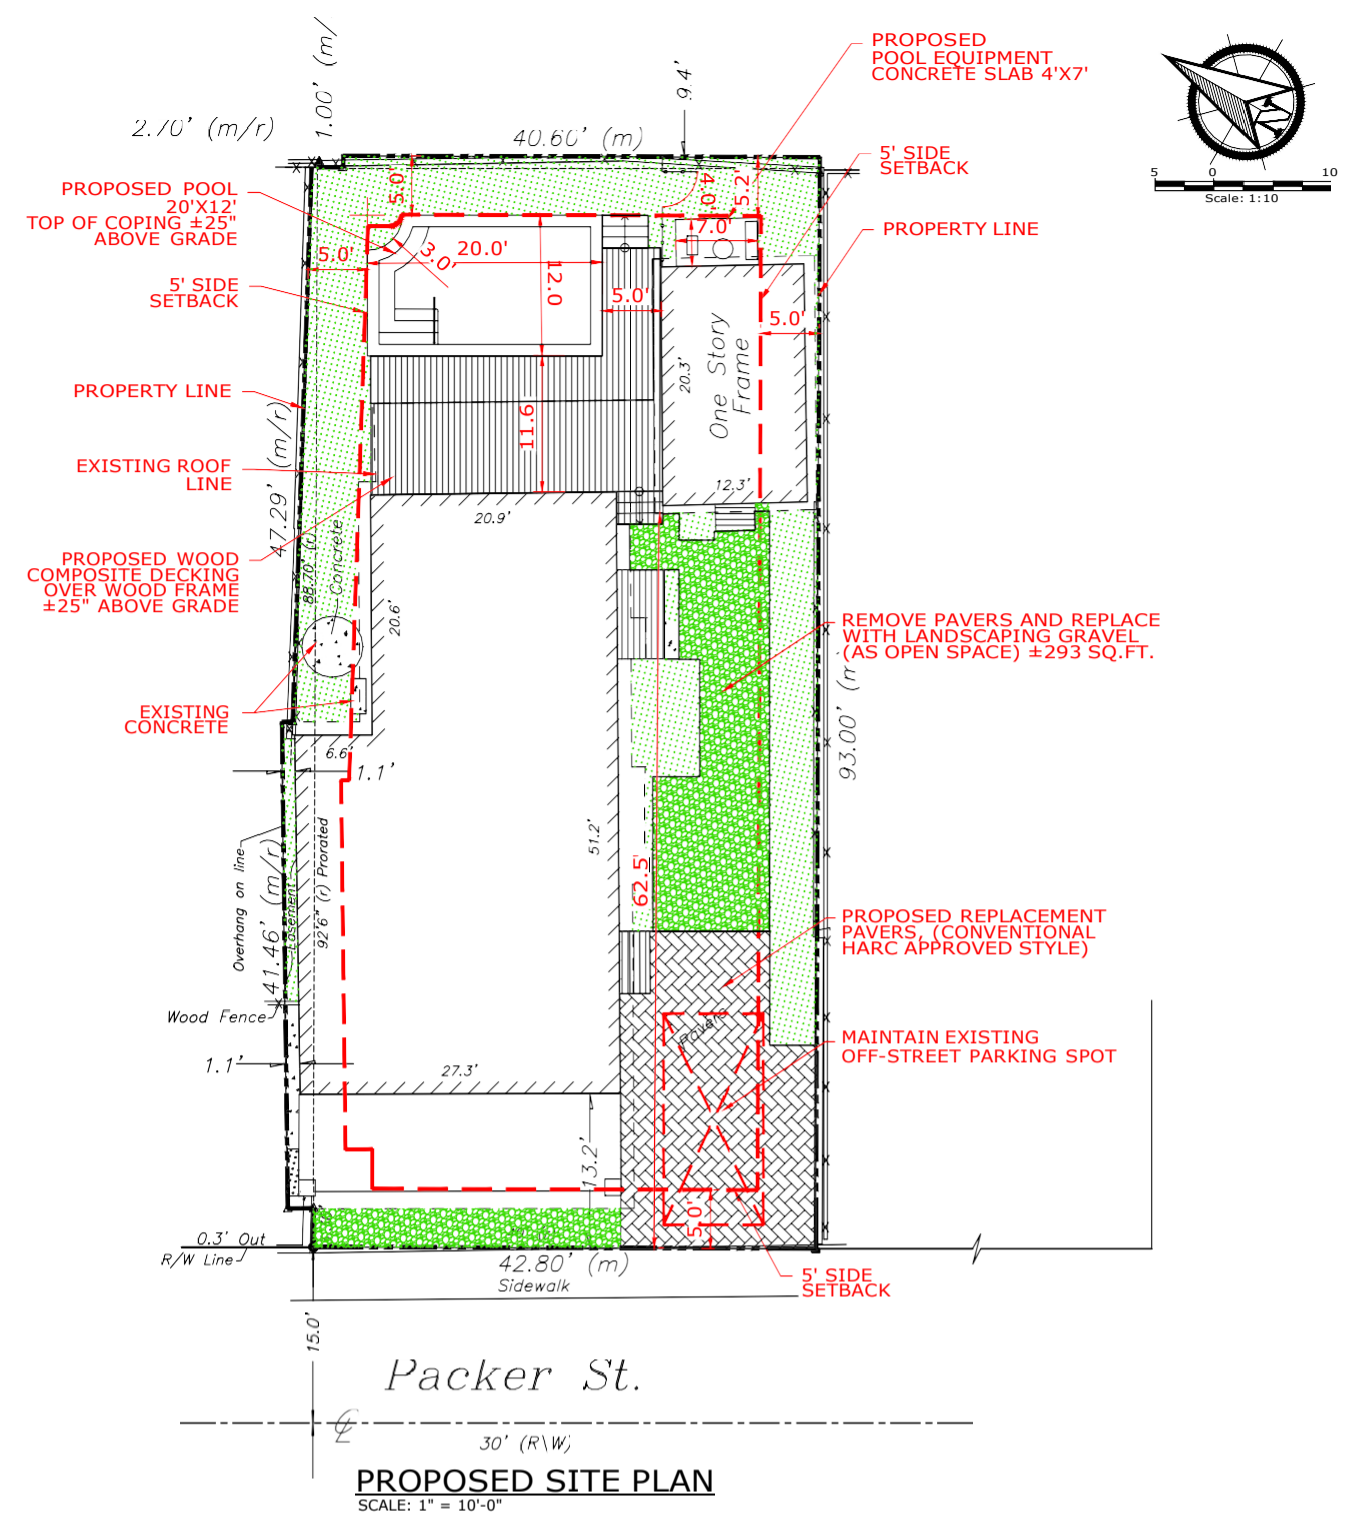 PROPOSED
POOL EQUIPMENT
CONCRETE SLAB 4'X7'
1.00' (m/
2.70' (m/r)
40.60' (m)
9.4'
5
0
10
Scale: 1:10
5' SIDE
SETBACK
PROPERTY LINE
PROPOSED POOL
20'X12'
TOP OF COPING ±25"
ABOVE GRADE
5.0'
4.0'
5.2'
7.0'
5.0'
3.0'
20.0'
12.0
5.0'
5.0'
5' SIDE
SETBACK
One Story
Frame
20.3'
12.3'
PROPERTY LINE
47.29' (m/r)
11.6
EXISTING ROOF
LINE
20.9'
PROPOSED WOOD
COMPOSITE DECKING
OVER WOOD FRAME
±25" ABOVE GRADE
88.70' (r)
Concrete
20.6'
REMOVE PAVERS AND REPLACE
WITH LANDSCAPING GRAVEL
(AS OPEN SPACE) ±293 SQ.FT.
93.00' (m
EXISTING
CONCRETE
6.6'
1.1'
51.2'
62.5'
Overhang on line
41.46' (m/r)
Easement
92'6" (r) Prorated
PROPOSED REPLACEMENT
PAVERS, (CONVENTIONAL
HARC APPROVED STYLE)
Wood Fence
Pavers
MAINTAIN EXISTING
OFF-STREET PARKING SPOT
1.1'
27.3'
13.2'
5.0'
0.3' Out
R/W Line
42.80' (m)
Sidewalk
5' SIDE
SETBACK
15.0'
Packer St.
30' (R\W)
PROPOSED SITE PLAN
SCALE: 1" = 10'-0"